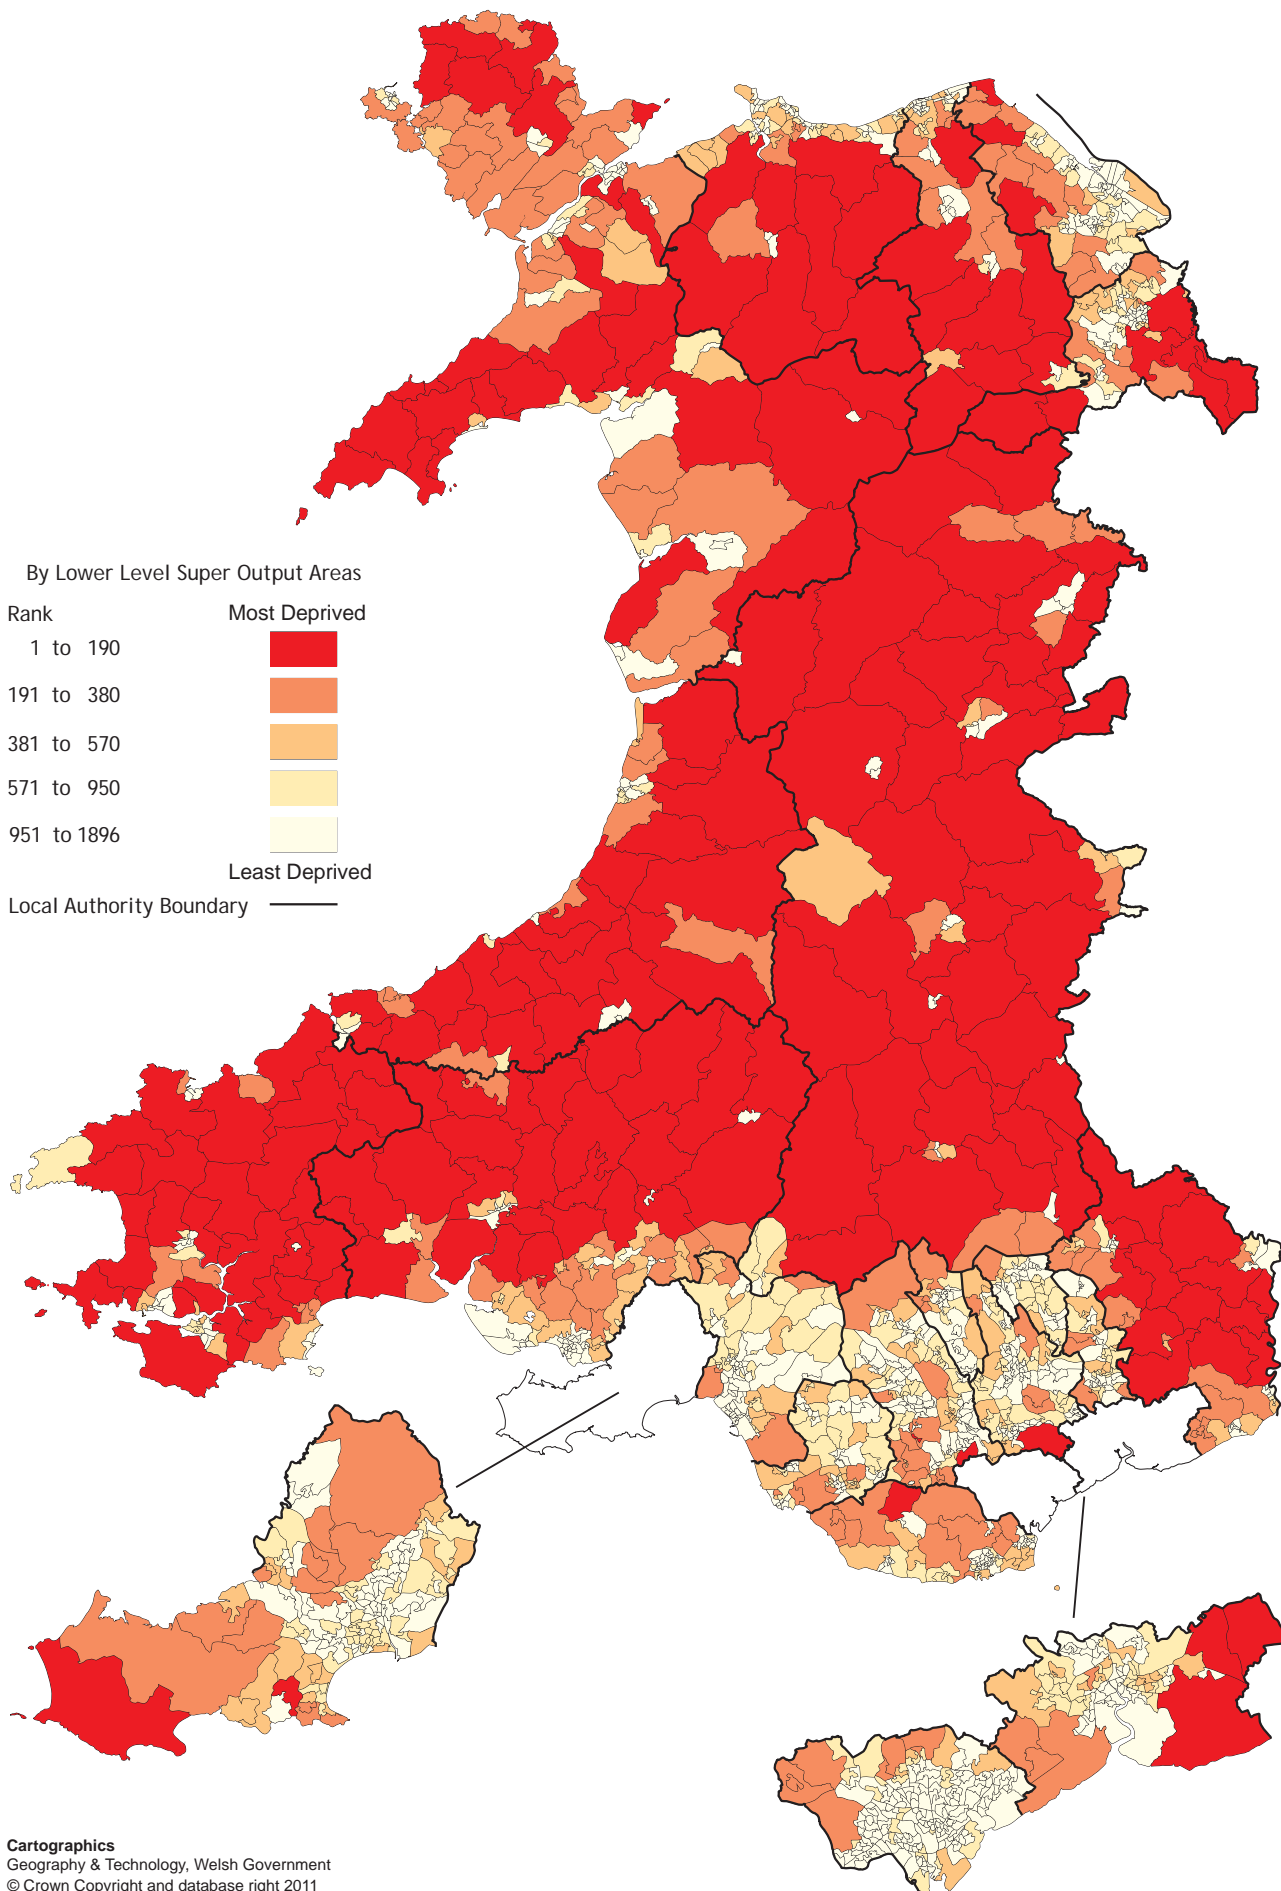 By Lower Level Super Output Areas
Rank Most Deprived
1 to 190
191 to 380
381 to 570
571 to 950
951 to 1896
Least Deprived
Local Authority Boundary
Cartographics
Geography & Technology, Welsh Government
© Crown Copyright and database right 2011